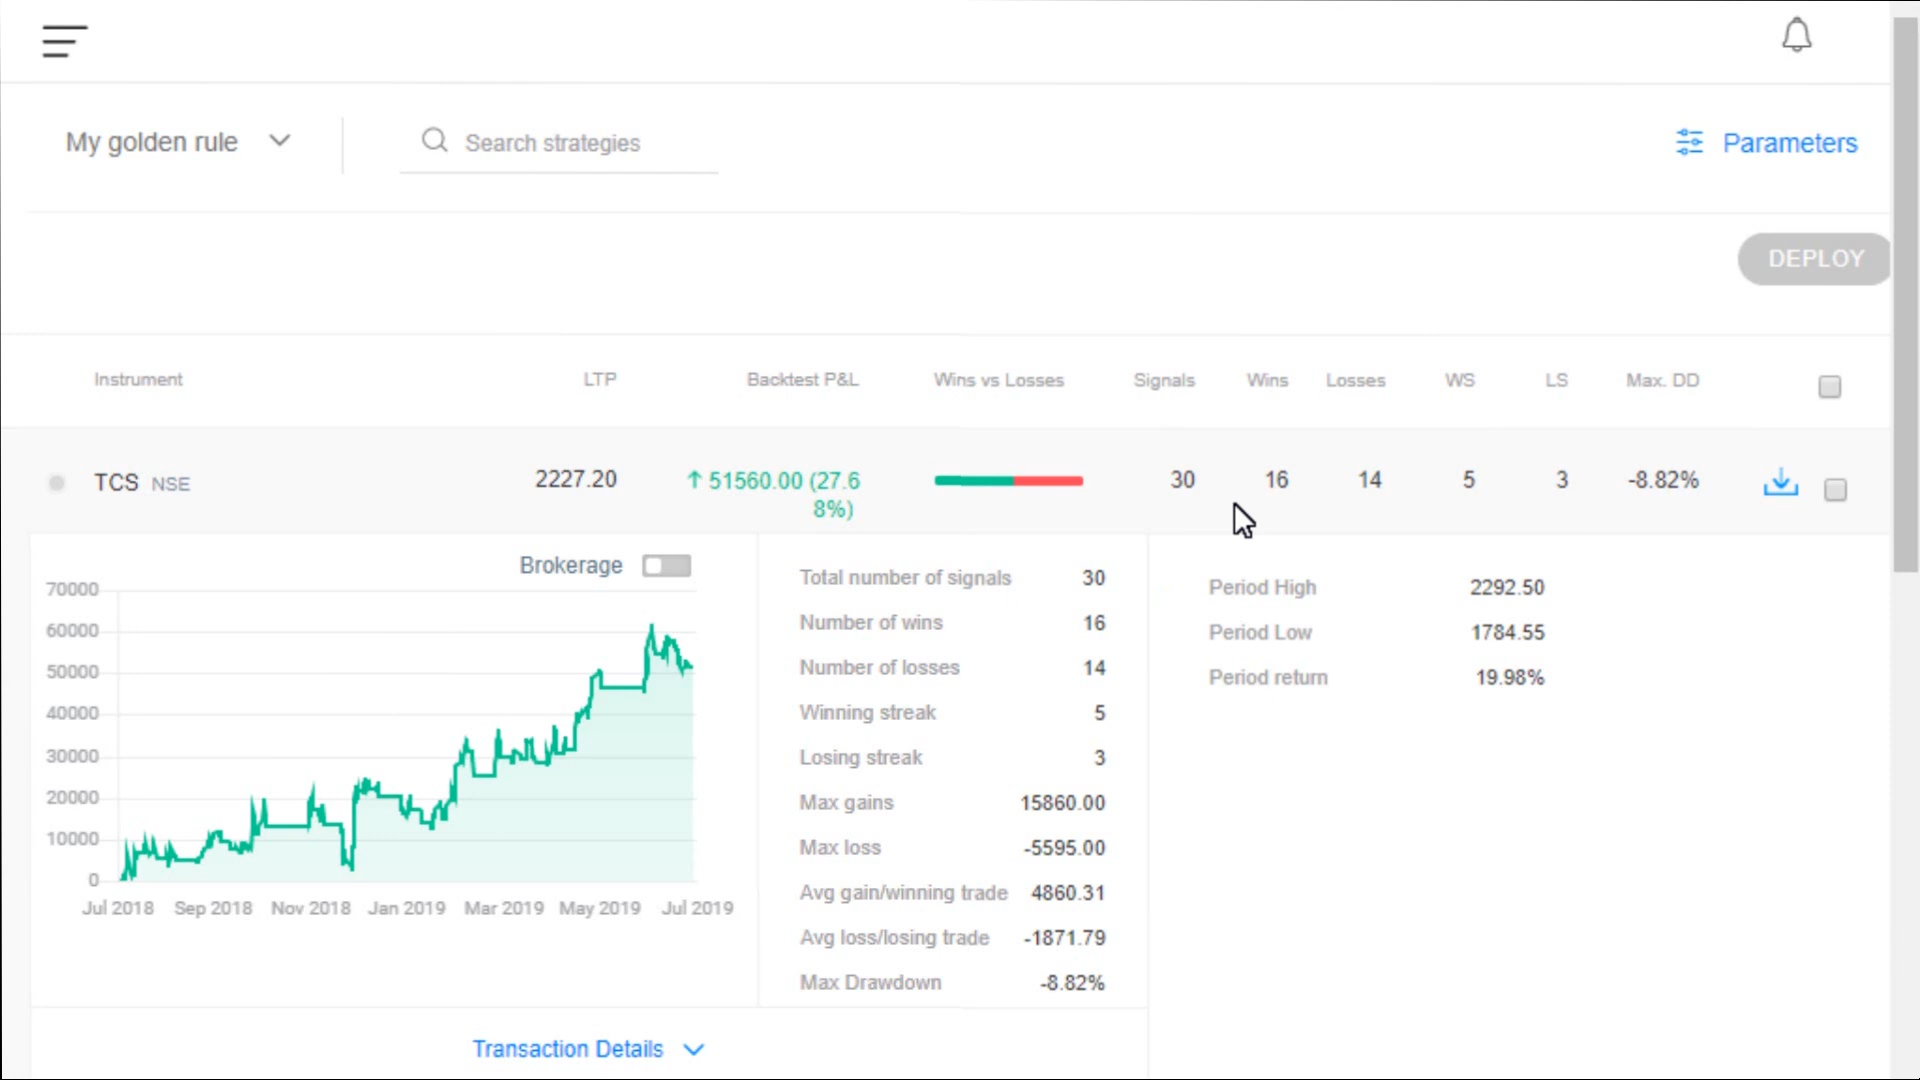 My golden rule
Search strategies
Parameters
DEPLOY
Instrument LTP Backtest P&L Wins vs Losses Signals Wins Losses WS LS Max. DD
TCS NSE 2227.20 ↑ 51560.00 (27.6 30 16 14 5 3 -8.82%
8%)
Brokerage
70000
60000
50000
40000
30000
20000
10000
0
Jul 2018 Sep 2018 Nov 2018 Jan 2019 Mar 2019 May 2019 Jul 2019
Total number of signals 30
Number of wins 16
Number of losses 14
Winning streak 5
Losing streak 3
Max gains 15860.00
Max loss -5595.00
Avg gain/winning trade 4860.31
Avg loss/losing trade -1871.79
Max Drawdown -8.82%
Period High 2292.50
Period Low 1784.55
Period return 19.98%
Transaction Details